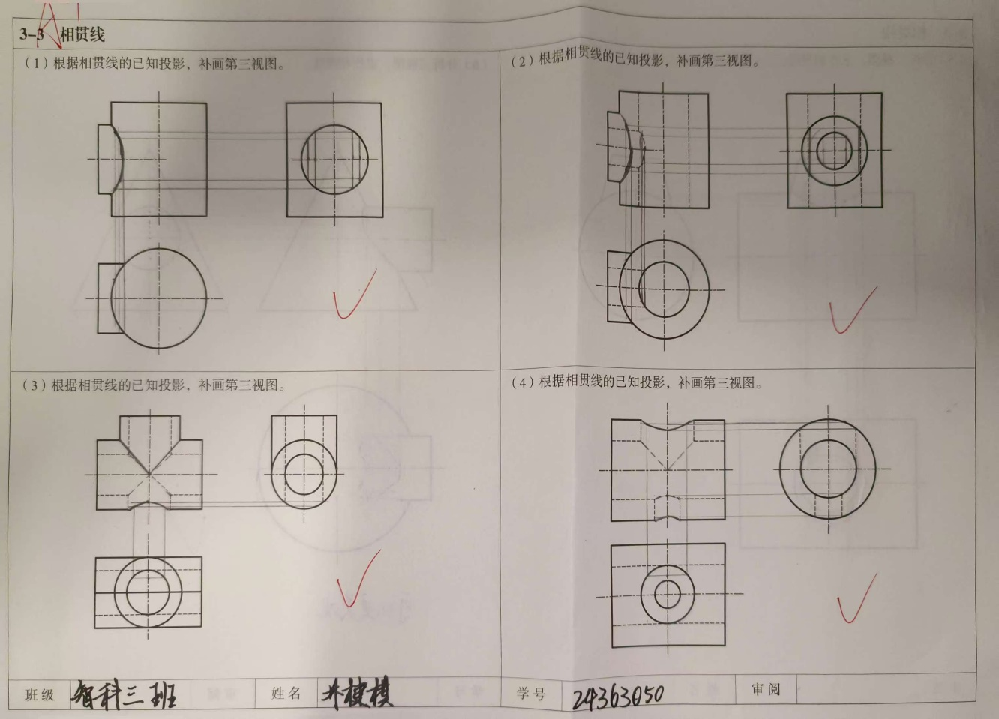 A
3-3 相贯线
（1）根据相贯线的已知投影，补画第三视图。
（2）根据相贯线的已知投影，补画第三视图。
（3）根据相贯线的已知投影，补画第三视图。
（4）根据相贯线的已知投影，补画第三视图。
班级 智科三班 姓名 学号 24363050 审阅